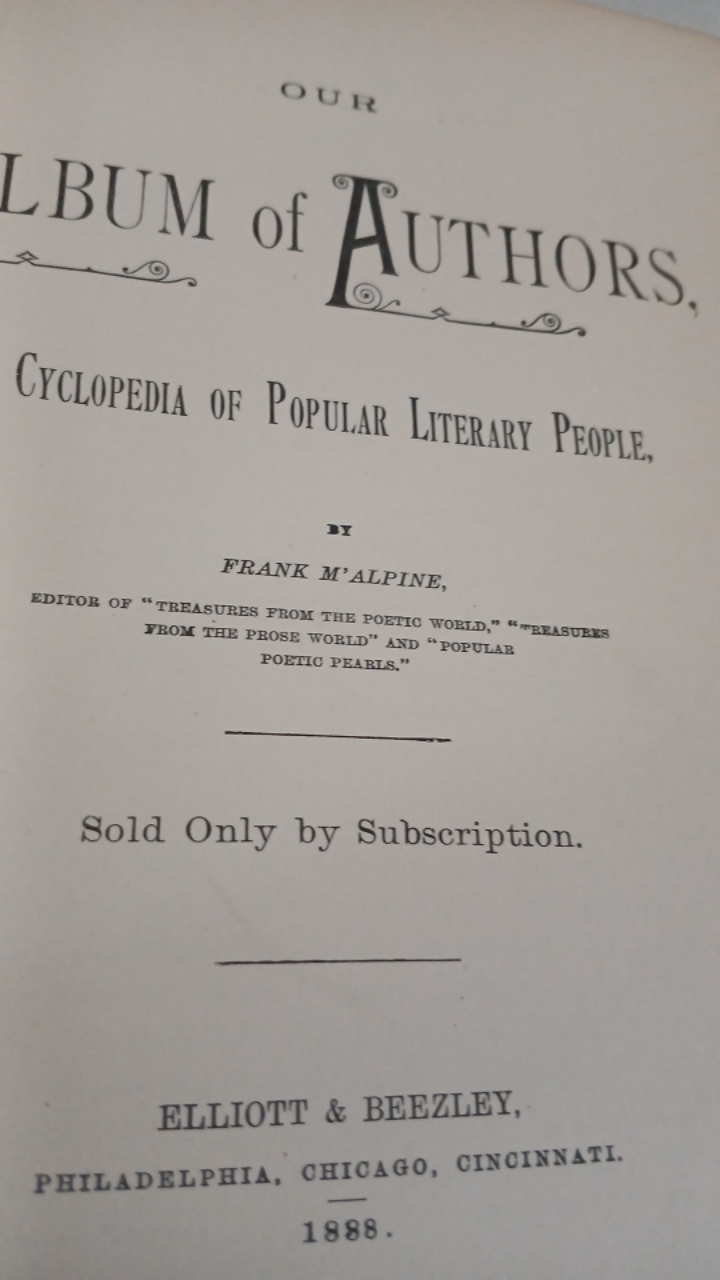 OUR
LBUM of AUTHORS,
CYCLOPEDIA OF POPULAR LITERARY PEOPLE,
BY
FRANK M'ALPINE,
EDITOR OF "TREASURES FROM THE POETIC WORLD," "TREASURES
FROM THE PROSE WORLD" AND "POPULAR
POETIC PEARLS."
Sold Only by Subscription.
ELLIOTT & BEEZLEY,
PHILADELPHIA, CHICAGO, CINCINNATI.
1888.